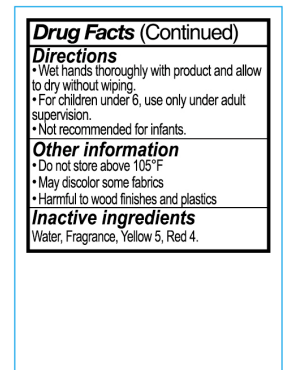 Drug Facts (Continued)
Directions
• Wet hands thoroughly with product and allow
to dry without wiping.
• For children under 6, use only under adult
supervision.
• Not recommended for infants.
Other information
• Do not store above 105°F
• May discolor some fabrics
• Harmful to wood finishes and plastics
Inactive ingredients
Water, Fragrance, Yellow 5, Red 4.